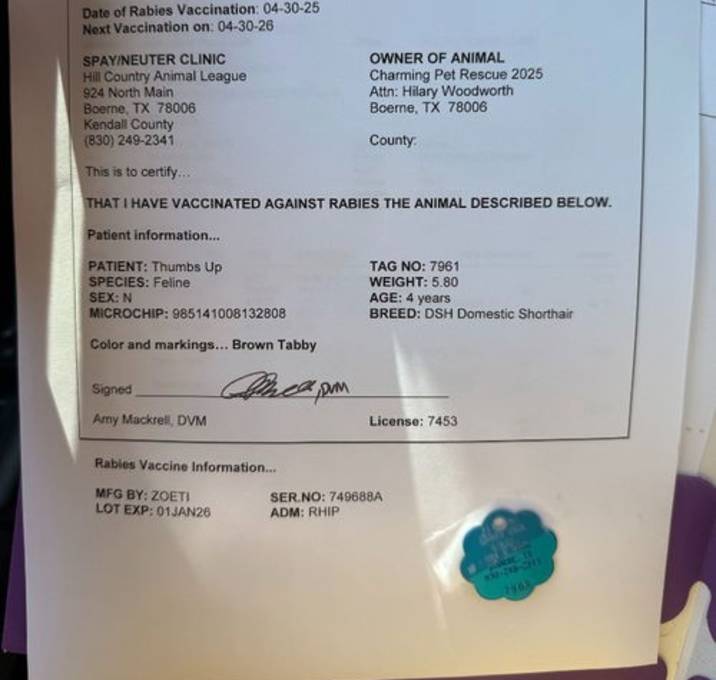 Date of Rabies Vaccination: 04-30-25
Next Vaccination on: 04-30-26
SPAY/NEUTER CLINIC
Hill Country Animal League
924 North Main
Boerne, TX 78006
Kendall County
(830) 249-2341
OWNER OF ANIMAL
Charming Pet Rescue 2025
Attn: Hilary Woodworth
Boerne, TX 78006
County:
This is to certify...
THAT I HAVE VACCINATED AGAINST RABIES THE ANIMAL DESCRIBED BELOW.
Patient information...
PATIENT: Thumbs Up
SPECIES: Feline
SEX: N
MICROCHIP: 985141008132808
TAG NO: 7961
WEIGHT: 5.80
AGE: 4 years
BREED: DSH Domestic Shorthair
Color and markings... Brown Tabby
Signed
, DVM
Amy Mackrell, DVM
License: 7453
Rabies Vaccine Information...
MFG BY: ZOETI
LOT EXP: 01JAN26
SER.NO: 749688A
ADM: RHIP